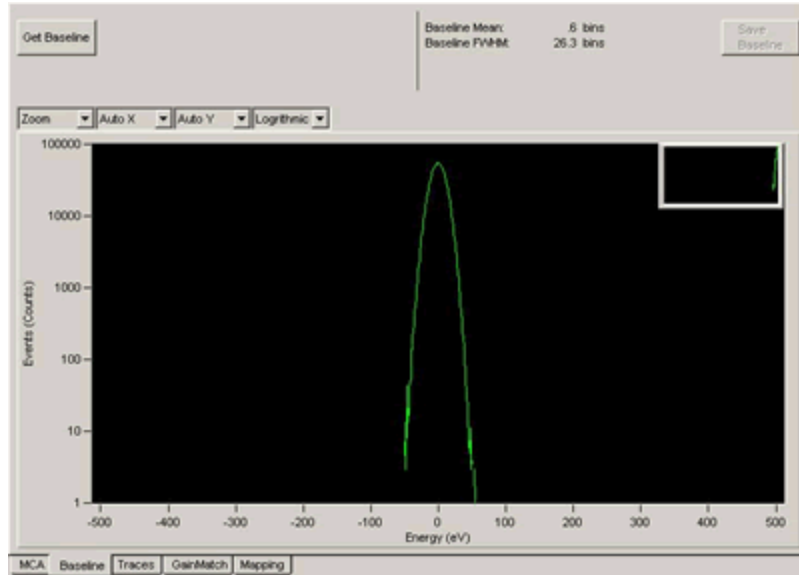 Get Baseline
Baseline Mean: .6 bins
Baseline FWHM: 26.3 bins
Save Baseline
Zoom Auto X Auto Y Logrithmic
100000
10000
1000
100
10
1
Events (Counts)
-500 -400 -300 -200 -100 0 100 200 300 400 500
Energy (eV)
MCA Baseline Traces GainMatch Mapping